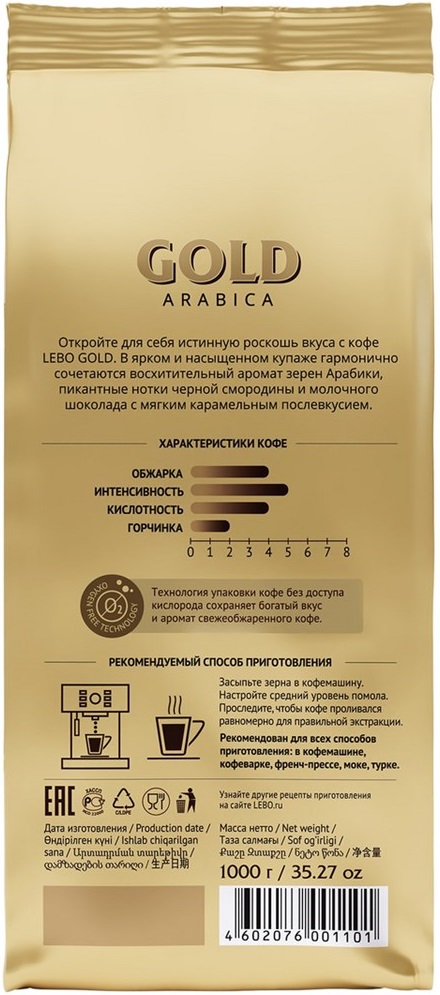 GOLD
ARABICA
Откройте для себя истинную роскошь вкуса с кофе
LEBO GOLD. В ярком и насыщенном купаже гармонично
сочетаются восхитительный аромат зерен Арабики,
пикантные нотки черной смородины и молочного
шоколада с мягким карамельным послевкусием.
ХАРАКТЕРИСТИКИ КОФЕ
ОБЖАРКА
ИНТЕНСИВНОСТЬ
КИСЛОТНОСТЬ
ГОРЧИНКА
0 1 2 3 4 5 6 7 8
OXYGEN FREE TECHNOLOGY
O2
Технология упаковки кофе без доступа
кислорода сохраняет богатый вкус
и аромат свежеобжаренного кофе.
РЕКОМЕНДУЕМЫЙ СПОСОБ ПРИГОТОВЛЕНИЯ
Засыпьте зерна в кофемашину.
Настройте средний уровень помола.
Проследите, чтобы кофе проливался
равномерно для правильной экстракции.
Рекомендован для всех способов
приготовления: в кофемашине,
кофеварке, френч-прессе, моке, турке.
EAC
C/LDPE
Узнайте другие рецепты приготовления
на сайте LEBO.ru
Дата изготовления / Production date /
Өндірілген күні / Ishlab chiqarilgan
sana / Արտադրման տարեթիվ /
დამზადების თარიღი / 生产日期
Масса нетто / Net weight /
Таза салмағы / Sof og'irligi /
Քաշը Զտաքաշը / ნეტო წონა / 净含量
1000 г / 35.27 oz
4 602076 001101